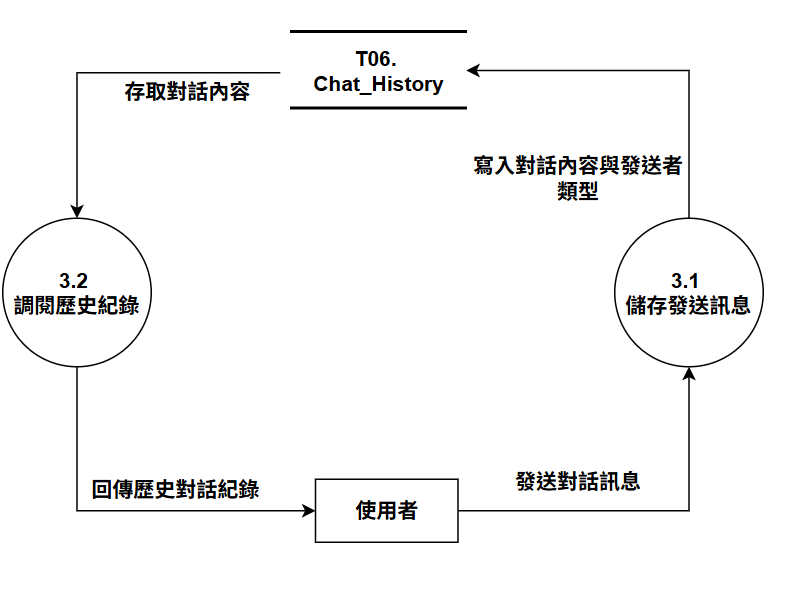 T06.
Chat_History
存取對話內容
寫入對話內容與發送者
類型
3.2
調閱歷史紀錄
3.1
儲存發送訊息
回傳歷史對話紀錄
使用者
發送對話訊息